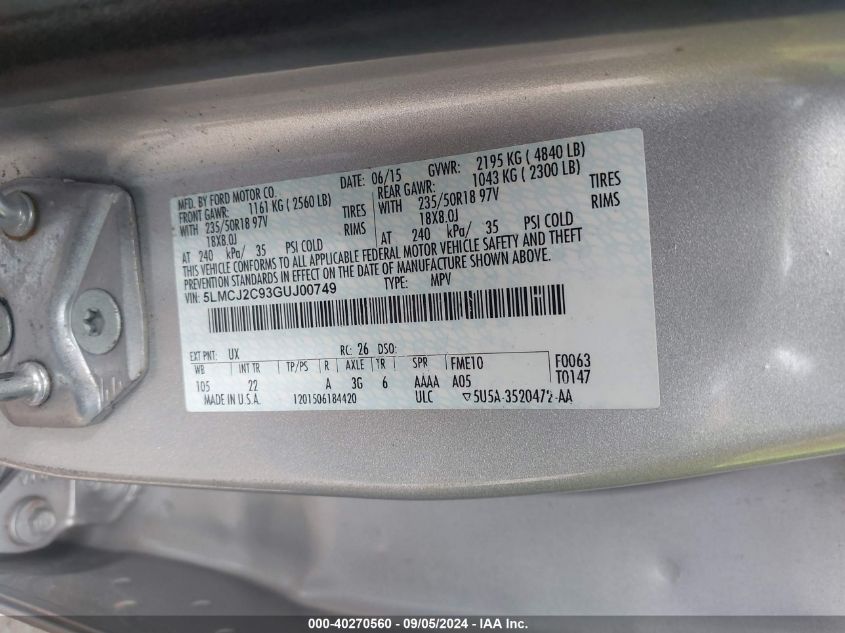 MFD. BY FORD MOTOR CO. DATE: 06/15 GVWR: 2195 KG ( 4840 LB)
FRONT GAWR: 1161 KG ( 2560 LB) REAR GAWR: 1043 KG ( 2300 LB)
WITH 235/50R18 97V TIRES WITH 235/50R18 97V TIRES
18X8.0J RIMS 18X8.0J RIMS
AT 240 kPa/ 35 PSI COLD AT 240 kPa/ 35 PSI COLD
THIS VEHICLE CONFORMS TO ALL APPLICABLE FEDERAL MOTOR VEHICLE SAFETY AND THEFT
PREVENTION STANDARDS IN EFFECT ON THE DATE OF MANUFACTURE SHOWN ABOVE.
VIN: 5LMCJ2C93GUJ00749 TYPE: MPV
EXT PNT: UX RC: 26 DSO:
WB INT TR TP/PS R AXLE TR SPR FME10 F0063
105 22 A 3G 6 AAAA A05 T0147
MADE IN U.S.A. 1201506184420 ULC ▽5U5A-3520472-AA
000-40270560 - 09/05/2024 - IAA Inc.